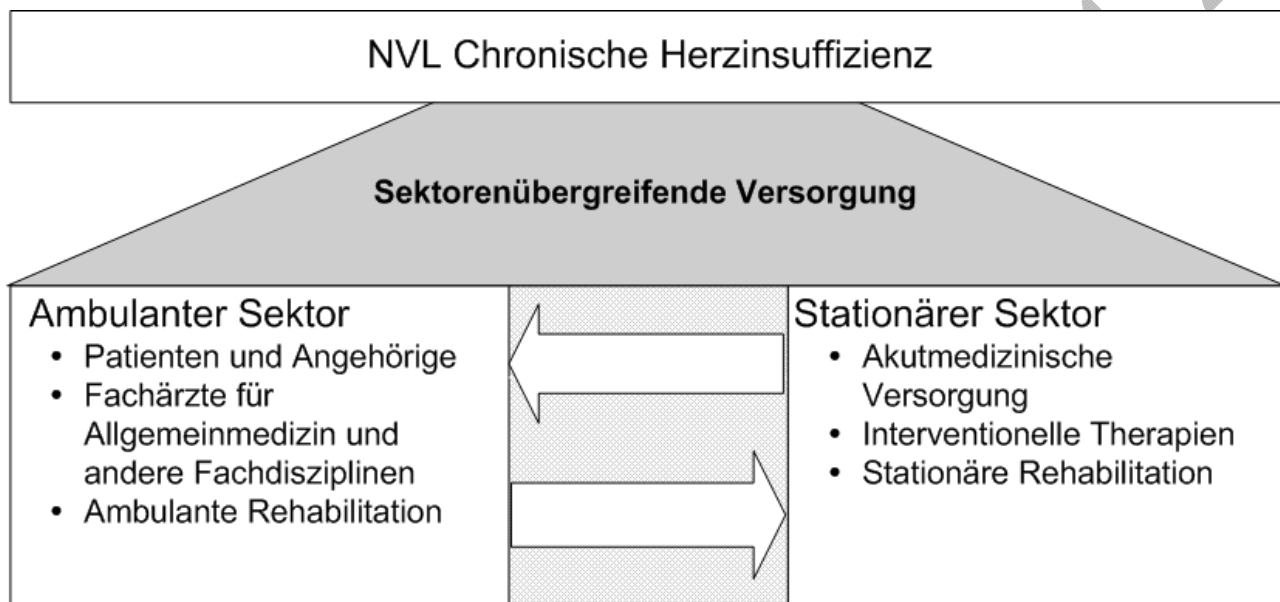 NVL Chronische Herzinsuffizienz
Sektorenübergreifende Versorgung
Ambulanter Sektor
• Patienten und Angehörige
• Fachärzte für
Allgemeinmedizin und
andere Fachdisziplinen
• Ambulante Rehabilitation
Stationärer Sektor
• Akutmedizinische
Versorgung
• Interventionelle Therapien
• Stationäre Rehabilitation